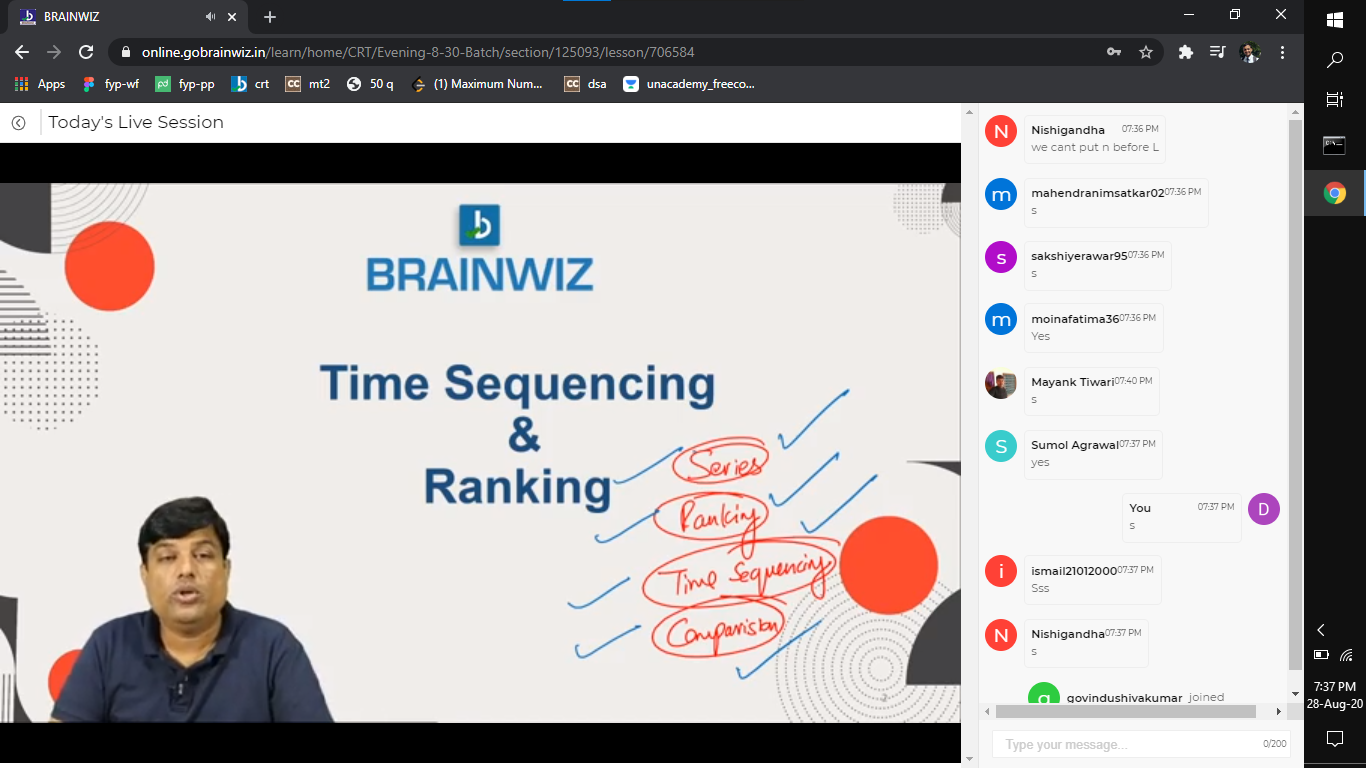 BRAINWIZ
online.gobrainwiz.in/learn/home/CRT/Evening-8-30-Batch/section/125093/lesson/706584
Apps fyp-wf fyp-pp crt mt2 50 q (1) Maximum Num... dsa unacademy_freeco...
Today's Live Session
BRAINWIZ
Time Sequencing
&
Ranking
Series
Ranking
Time Sequencing
Comparision
2
N Nishigandha 07:36 PM
we cant put n before L
m mahendranimsatkar02 07:36 PM
s
s sakshiyerawar95 07:36 PM
s
m moinafatima36 07:36 PM
Yes
Mayank Tiwari 07:40 PM
s
S Sumol Agrawal 07:37 PM
yes
You 07:37 PM D
s
i ismail21012000 07:37 PM
Sss
N Nishigandha 07:37 PM
s
g govindushivakumar joined
Type your message... 0/200
7:37 PM
28-Aug-20